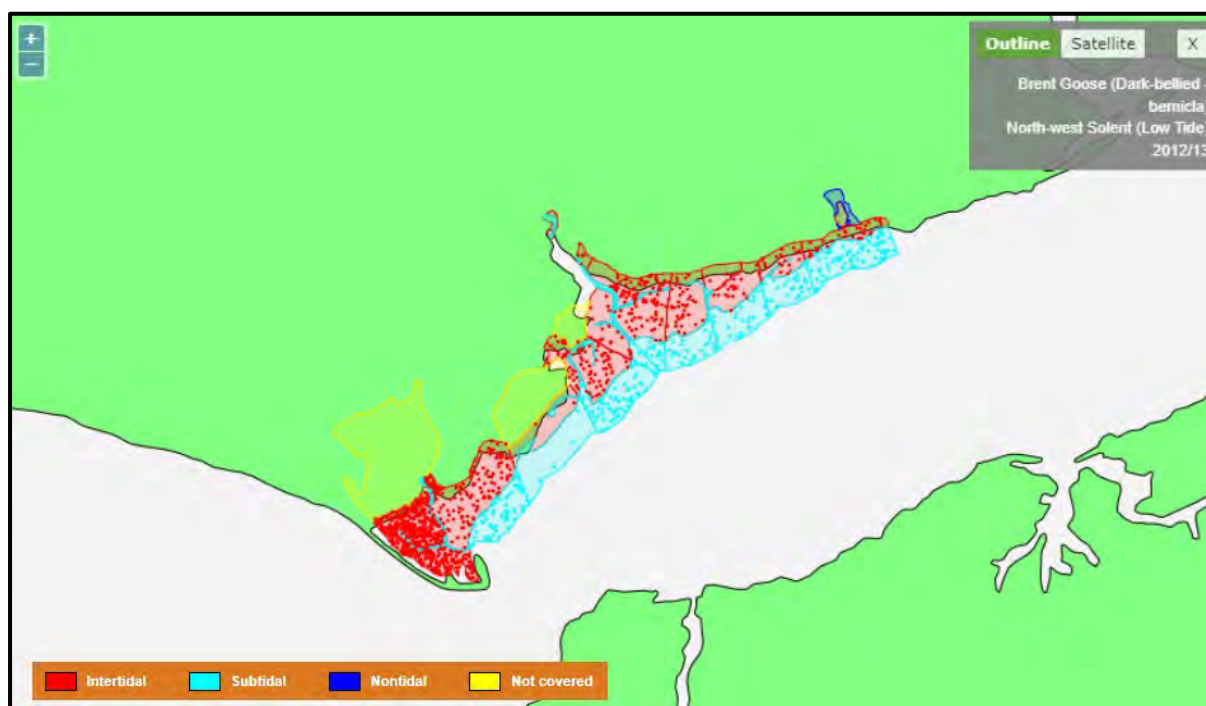 +
−
Outline Satellite X
Brent Goose (Dark-bellied -
bernicla)
North-west Solent (Low Tide)
2012/13
Intertidal Subtidal Nontidal Not covered